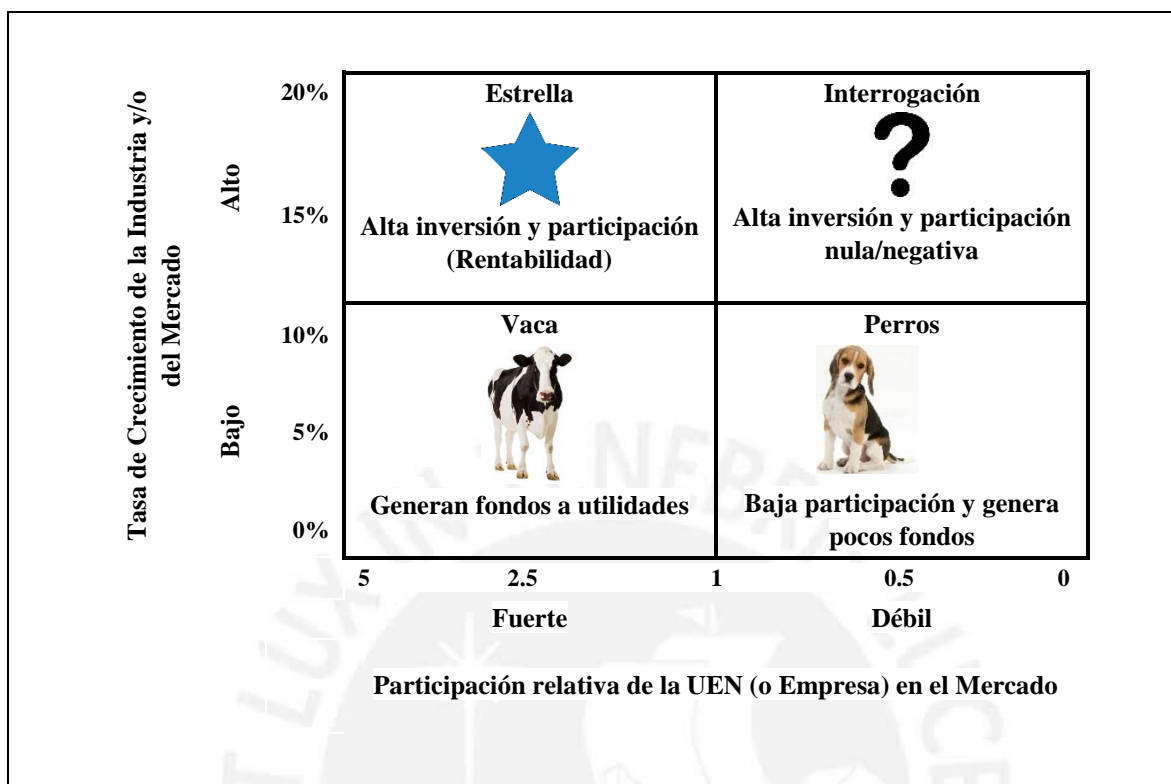 Tasa de Crecimiento de la Industria y/o
del Mercado
Alto
Bajo
20%
15%
10%
5%
0%
Estrella
Alta inversión y participación
(Rentabilidad)
Interrogación
?
Alta inversión y participación
nula/negativa
Vaca
Generan fondos a utilidades
Perros
Baja participación y genera
pocos fondos
5 2.5 1 0.5 0
Fuerte Débil
Participación relativa de la UEN (o Empresa) en el Mercado
LUX IN